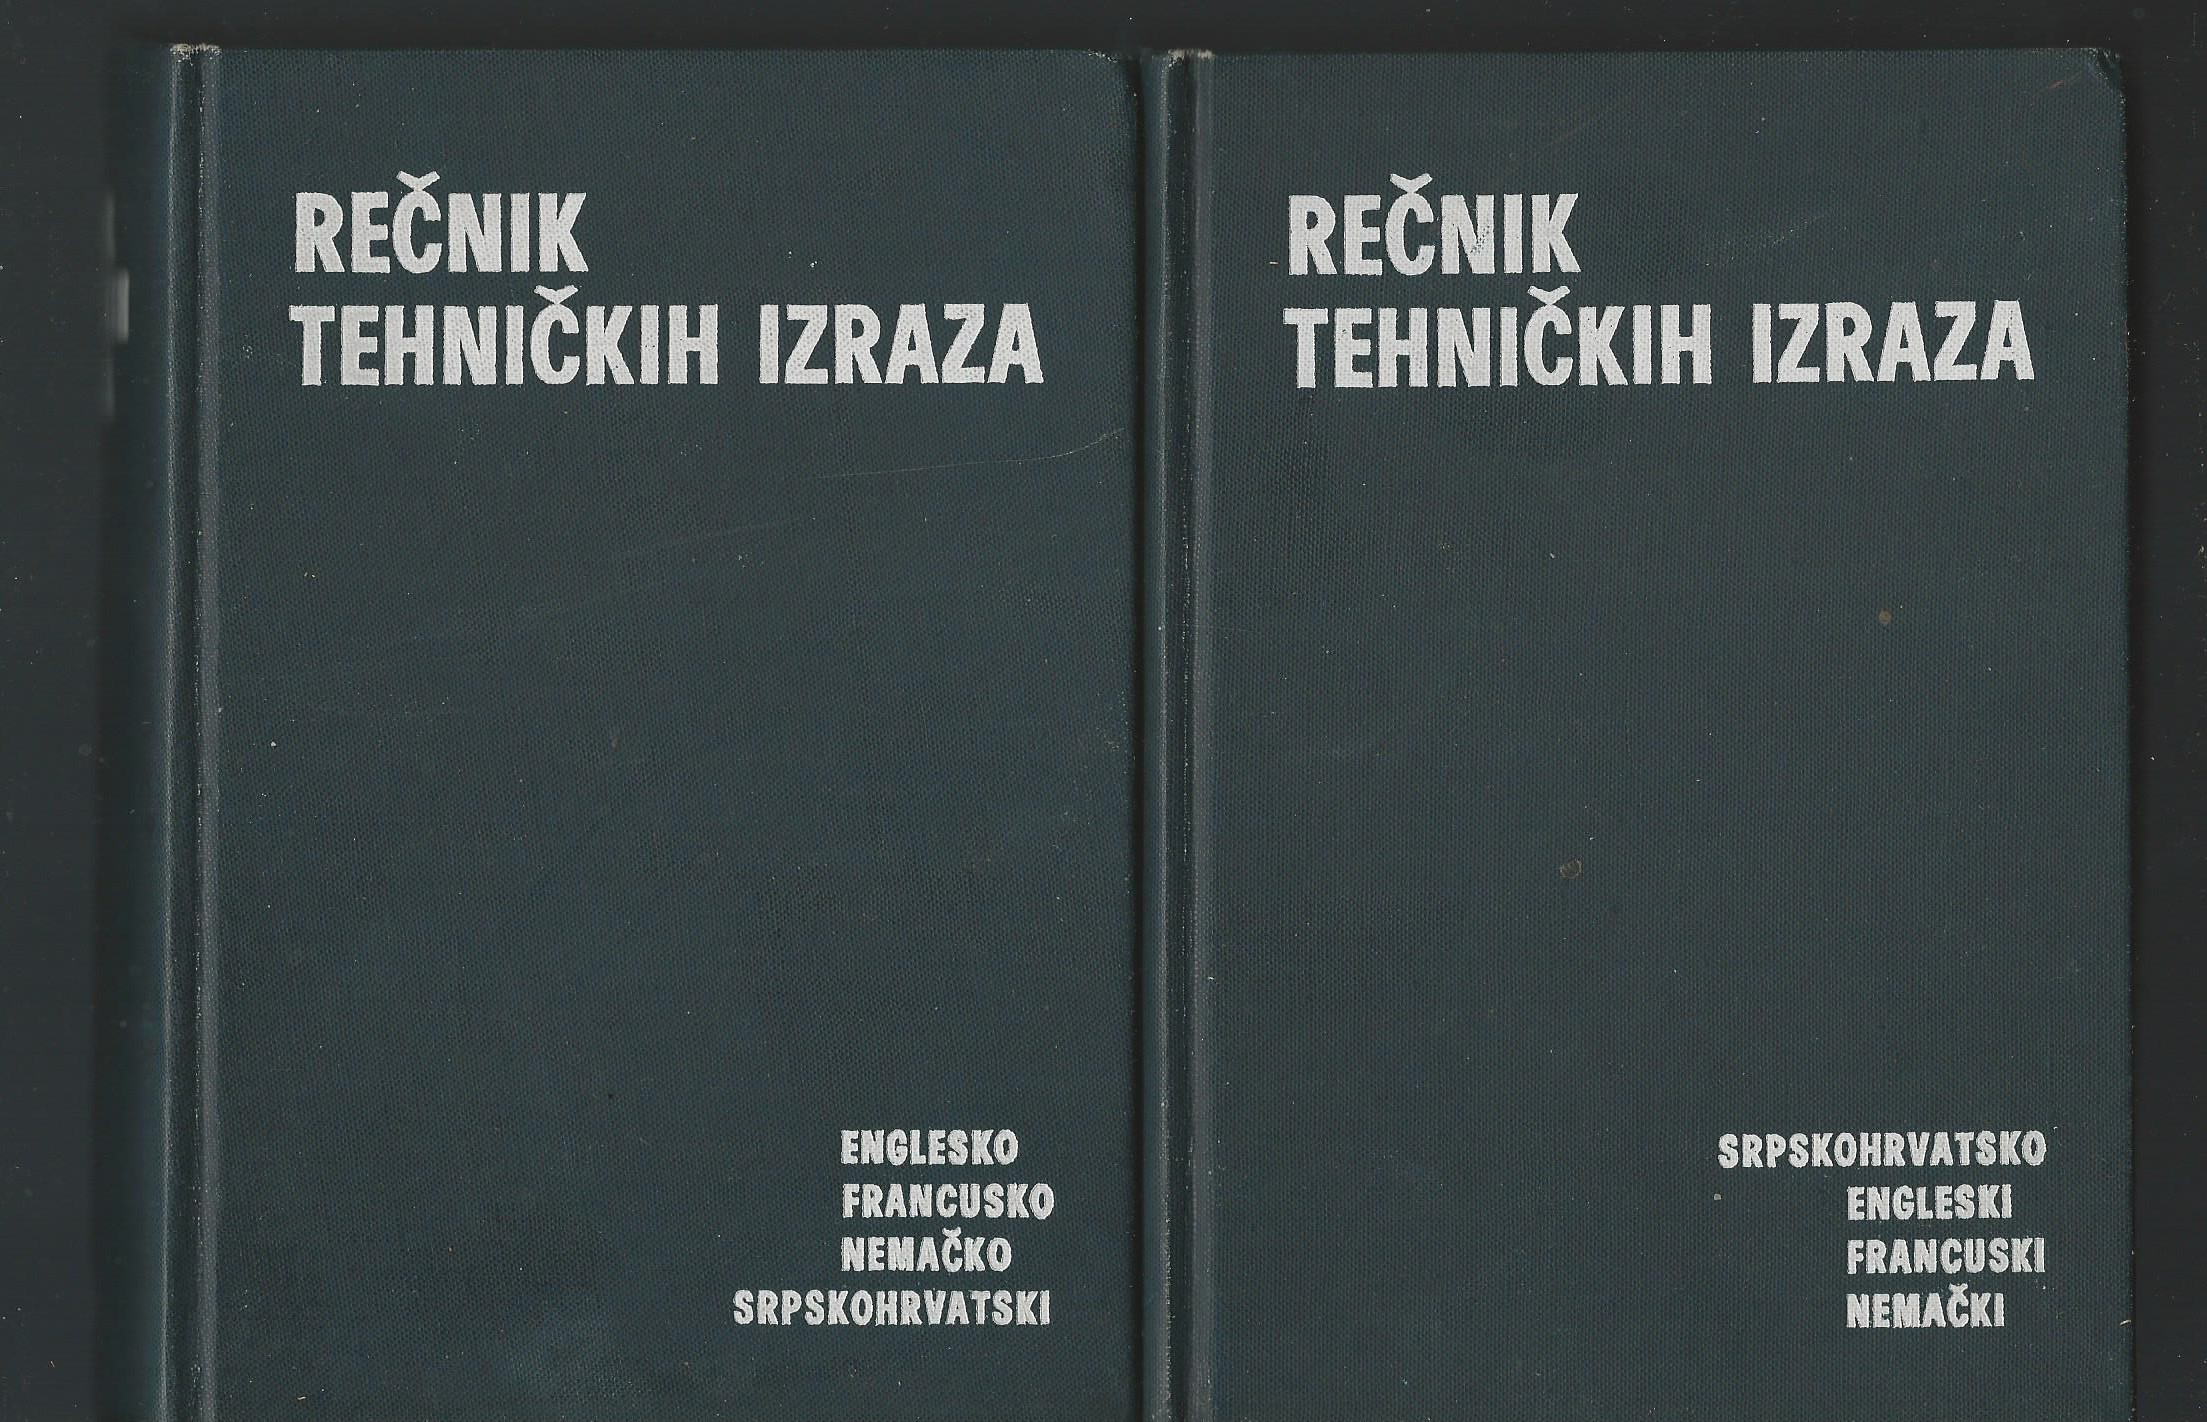 REČNIK
TEHNIČKIH IZRAZA
ENGLESKO
FRANCUSKO
NEMAČKO
SRPSKOHRVATSKI
REČNIK
TEHNIČKIH IZRAZA
SRPSKOHRVATSKO
ENGLESKI
FRANCUSKI
NEMAČKI